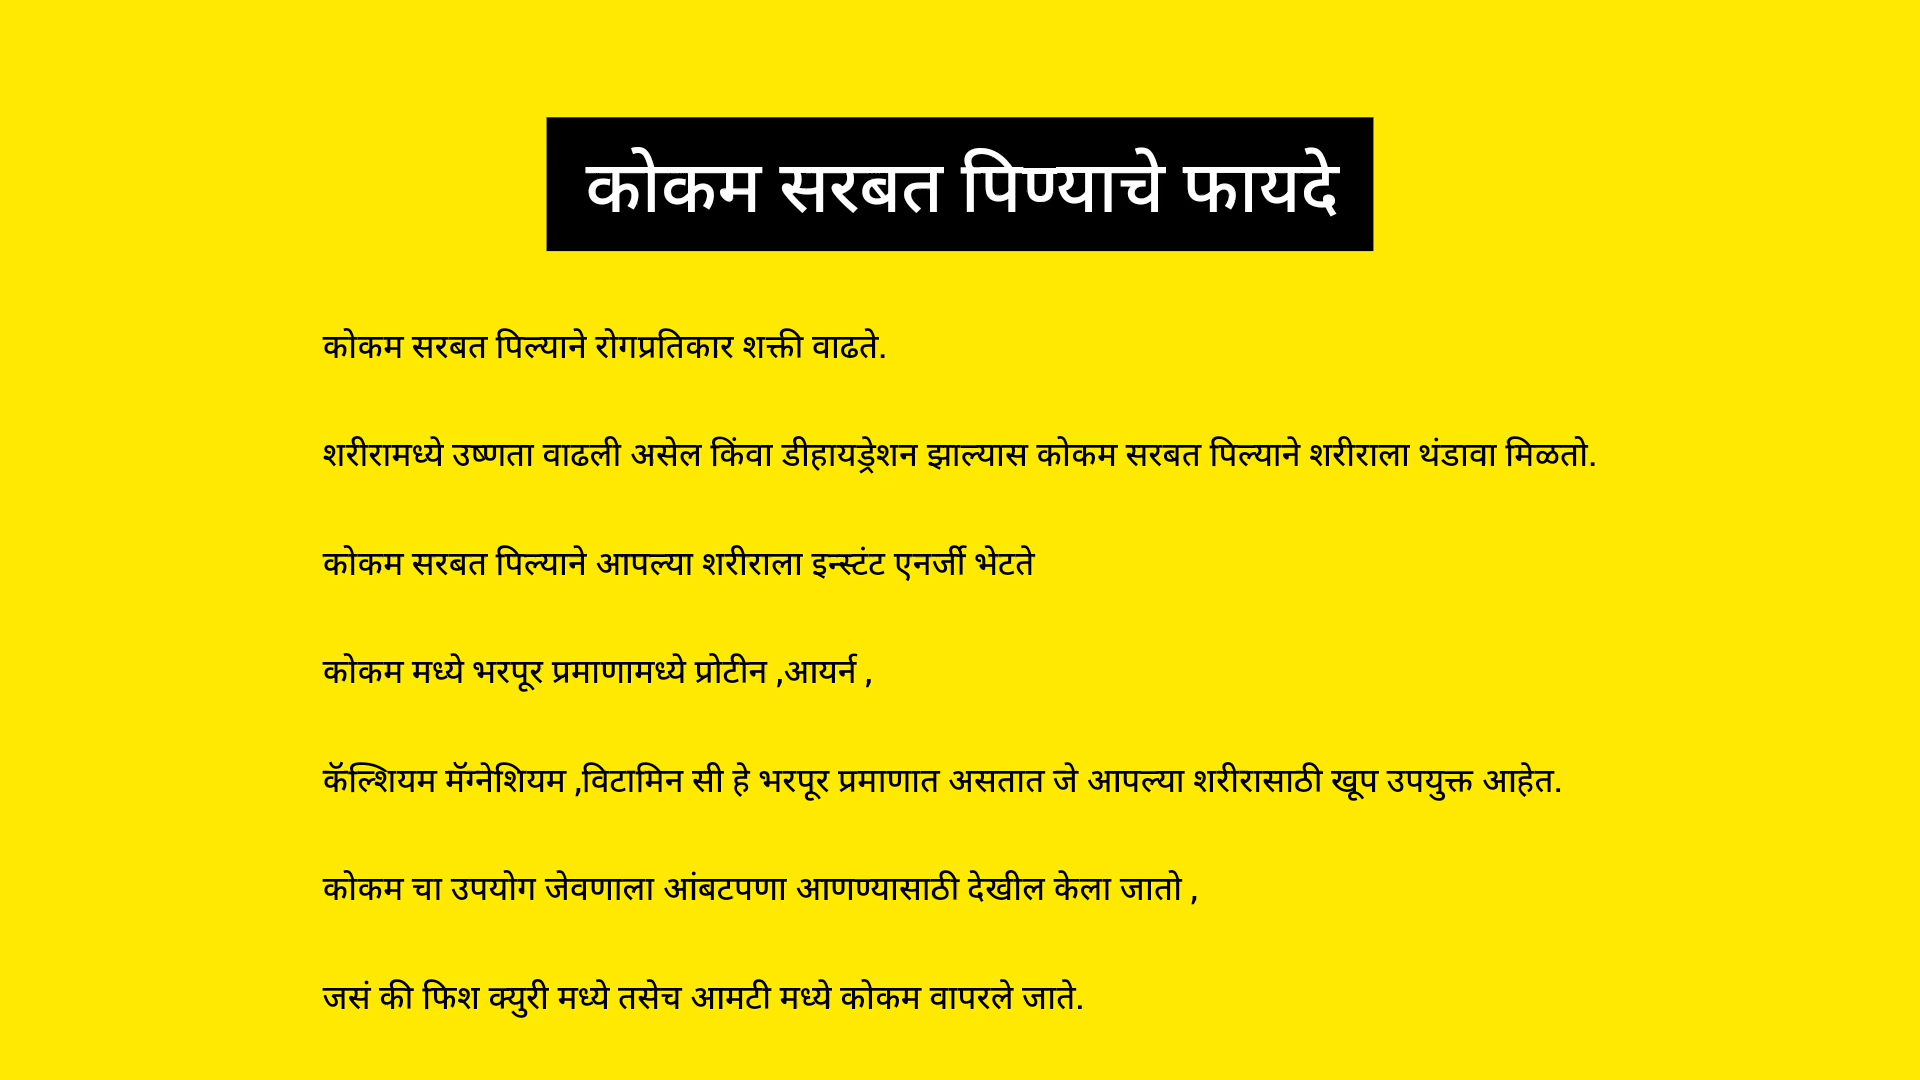 कोकम सरबत पिण्याचे फायदे
कोकम सरबत पिल्याने रोगप्रतिकार शक्ती वाढते.
शरीरामध्ये उष्णता वाढली असेल किंवा डीहायड्रेशन झाल्यास कोकम सरबत पिल्याने शरीराला थंडावा मिळतो.
कोकम सरबत पिल्याने आपल्या शरीराला इन्स्टंट एनर्जी भेटते
कोकम मध्ये भरपूर प्रमाणामध्ये प्रोटीन ,आयर्न ,
कॅल्शियम मॅग्नेशियम ,विटामिन सी हे भरपूर प्रमाणात असतात जे आपल्या शरीरासाठी खूप उपयुक्त आहेत.
कोकम चा उपयोग जेवणाला आंबटपणा आणण्यासाठी देखील केला जातो ,
जसं की फिश क्युरी मध्ये तसेच आमटी मध्ये कोकम वापरले जाते.